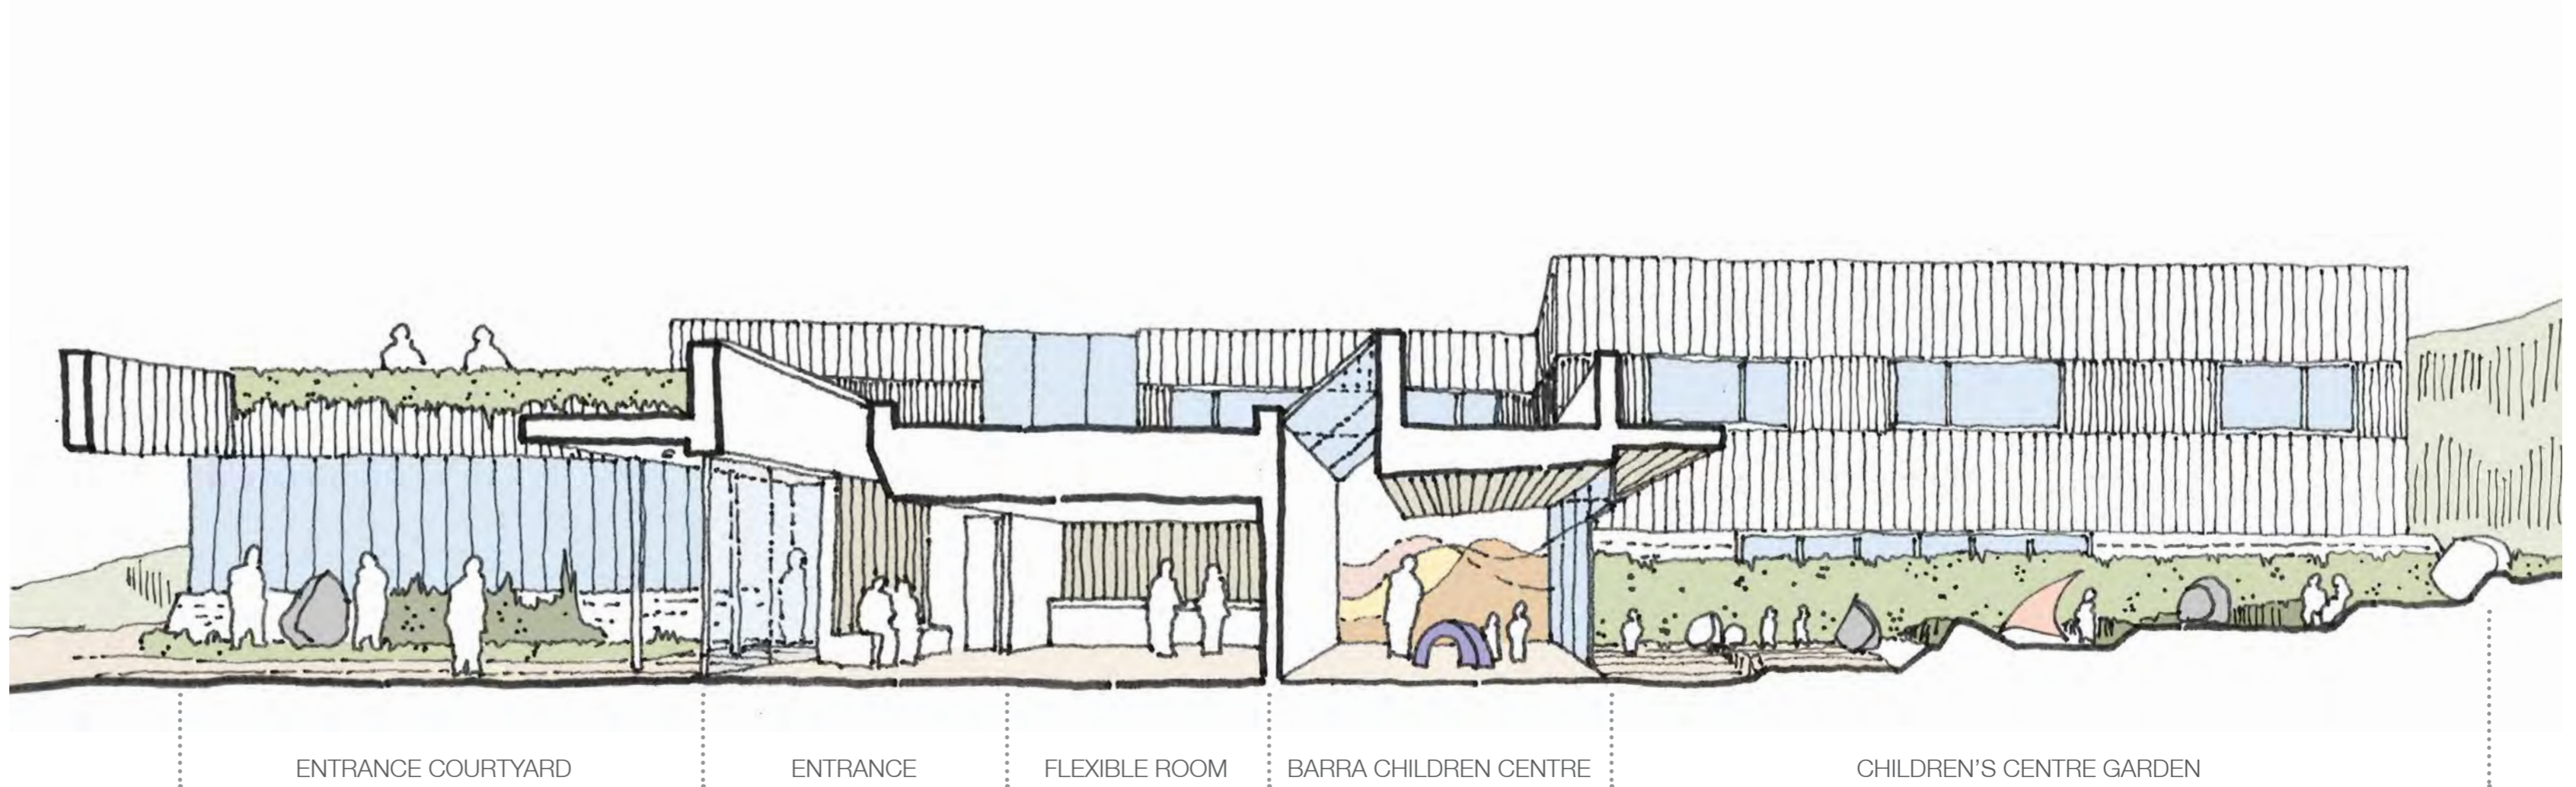 ENTRANCE COURTYARD
ENTRANCE
FLEXIBLE ROOM
BARRA CHILDREN CENTRE
CHILDREN'S CENTRE GARDEN